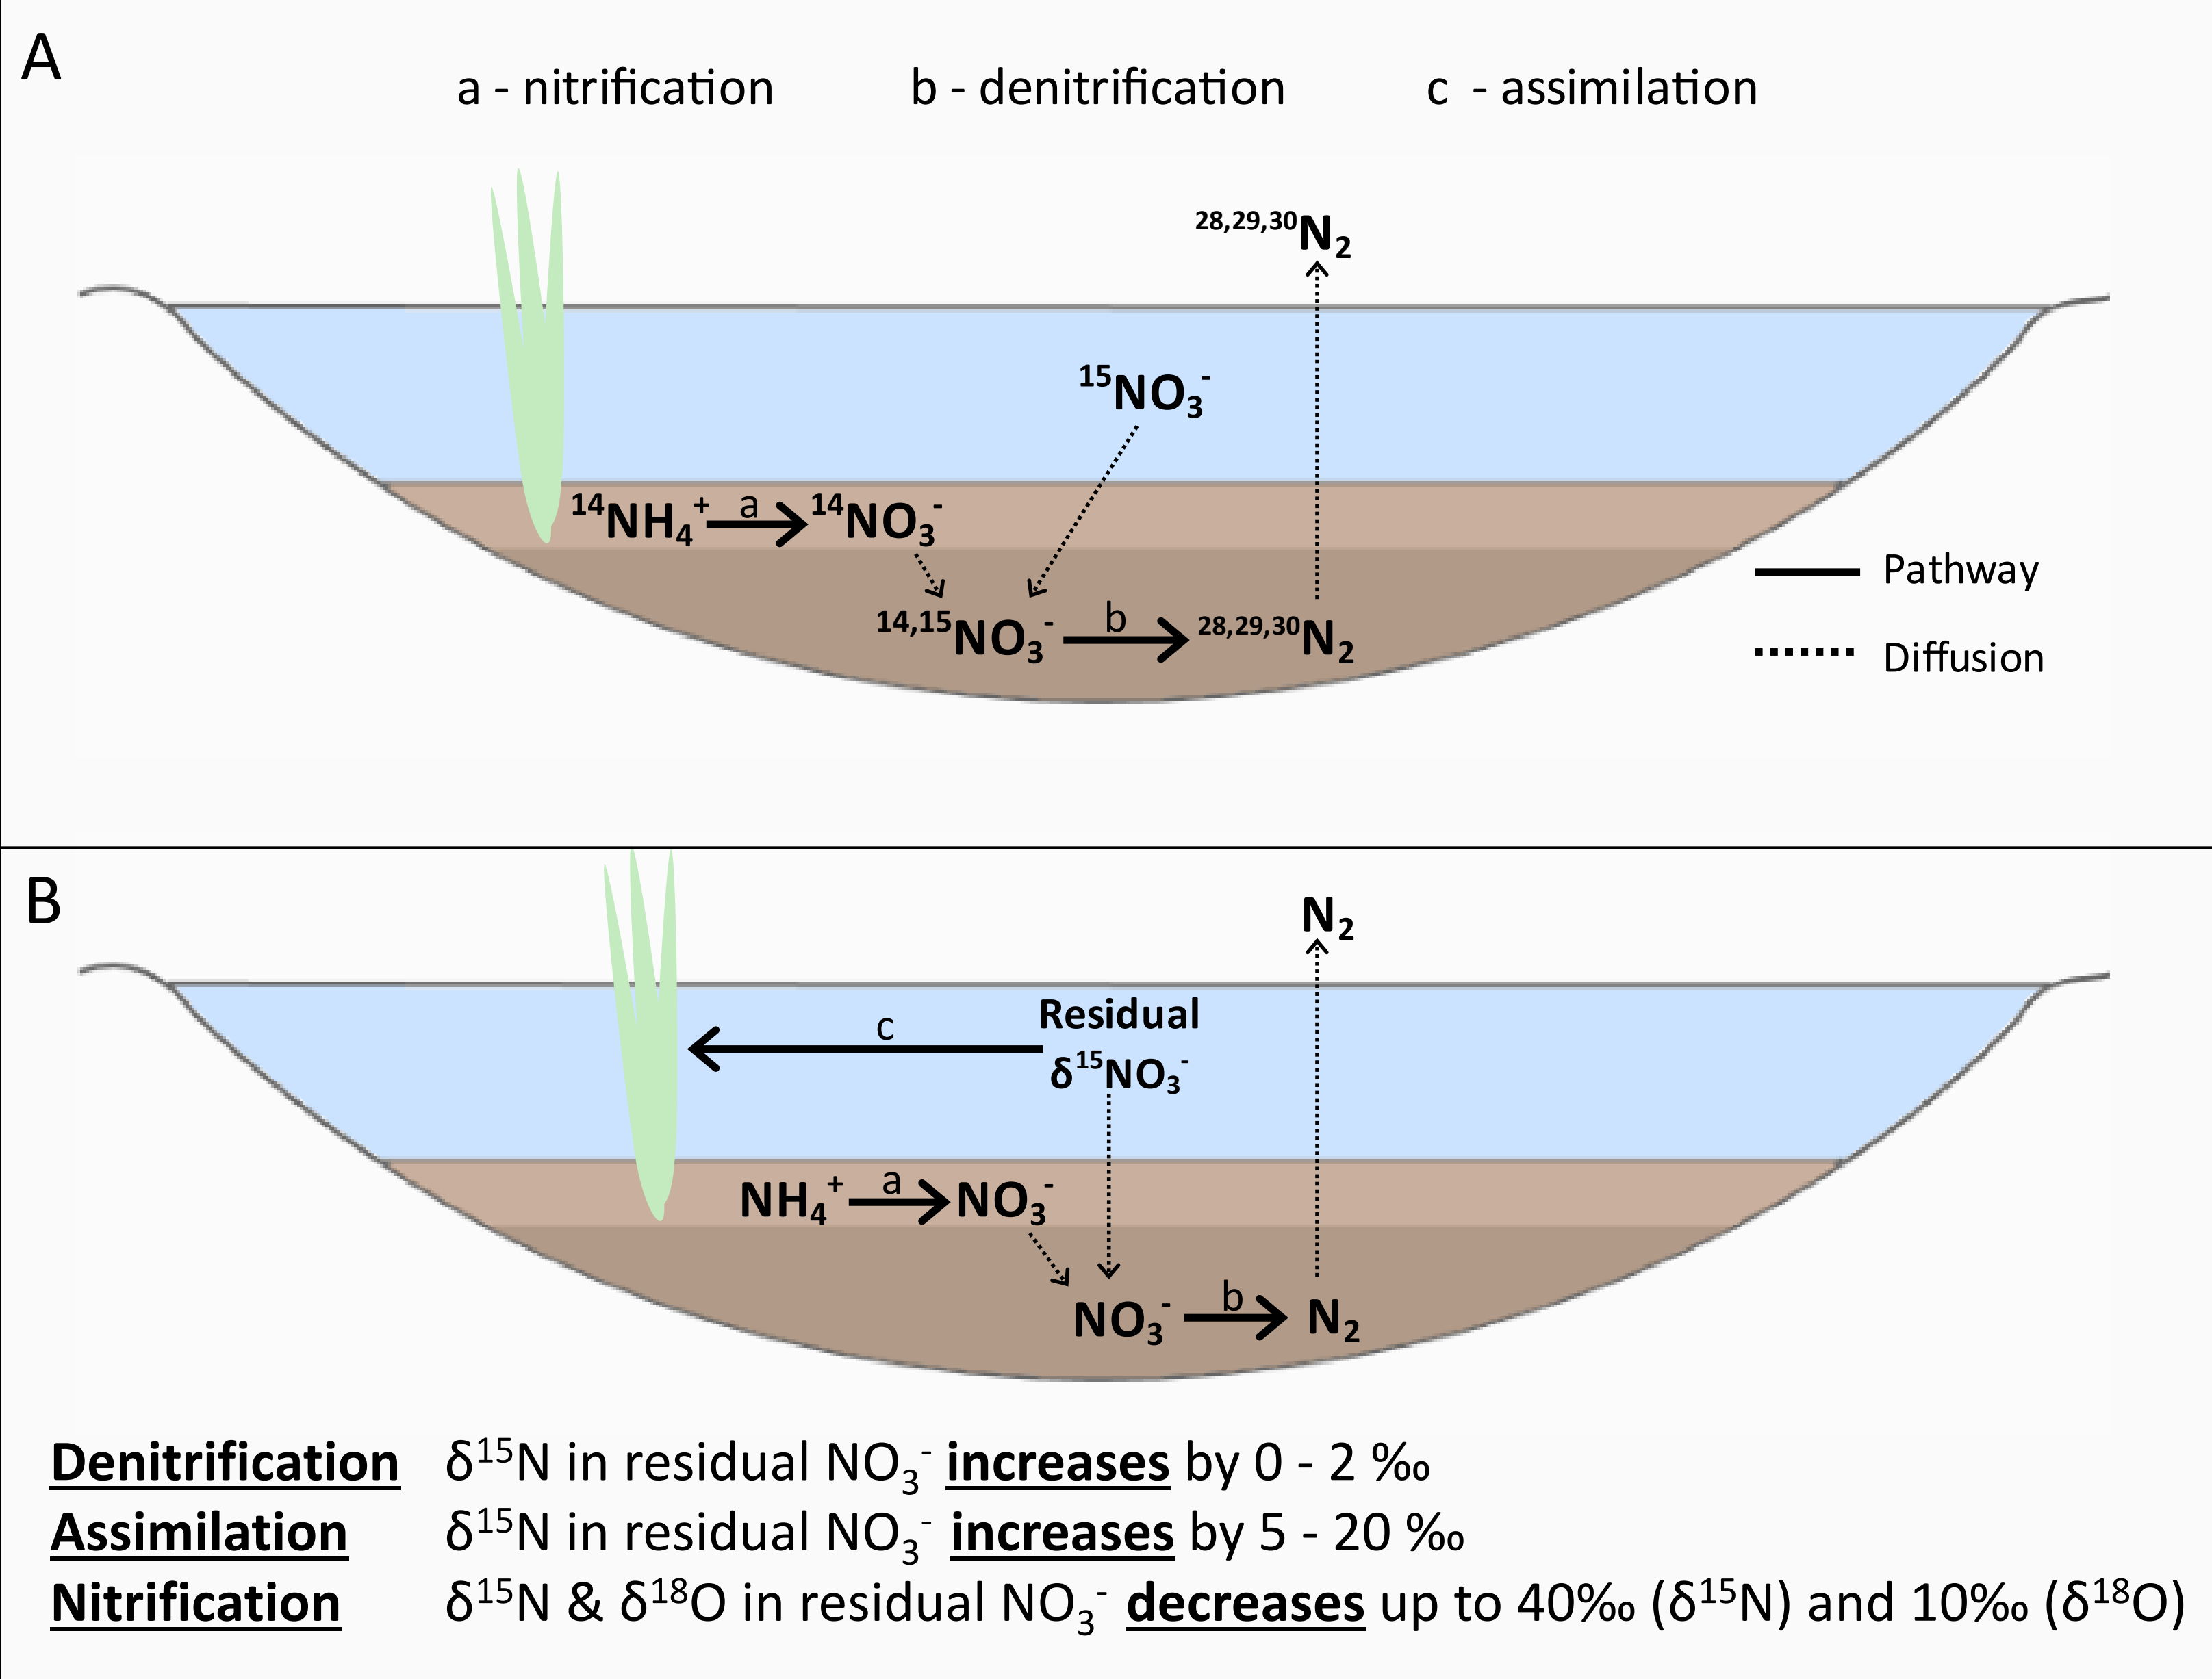 A
a - nitrification b - denitrification c - assimilation
28,29,30N2
15NO3-
14NH4+ a 14NO3-
14,15NO3- b 28,29,30N2
Pathway
Diffusion
B
N2
Residual
c
δ15NO3-
NH4+ a NO3-
NO3- b N2
Denitrification δ15N in residual NO3- increases by 0 - 2 ‰
Assimilation δ15N in residual NO3- increases by 5 - 20 ‰
Nitrification δ15N & δ18O in residual NO3- decreases up to 40‰ (δ15N) and 10‰ (δ18O)